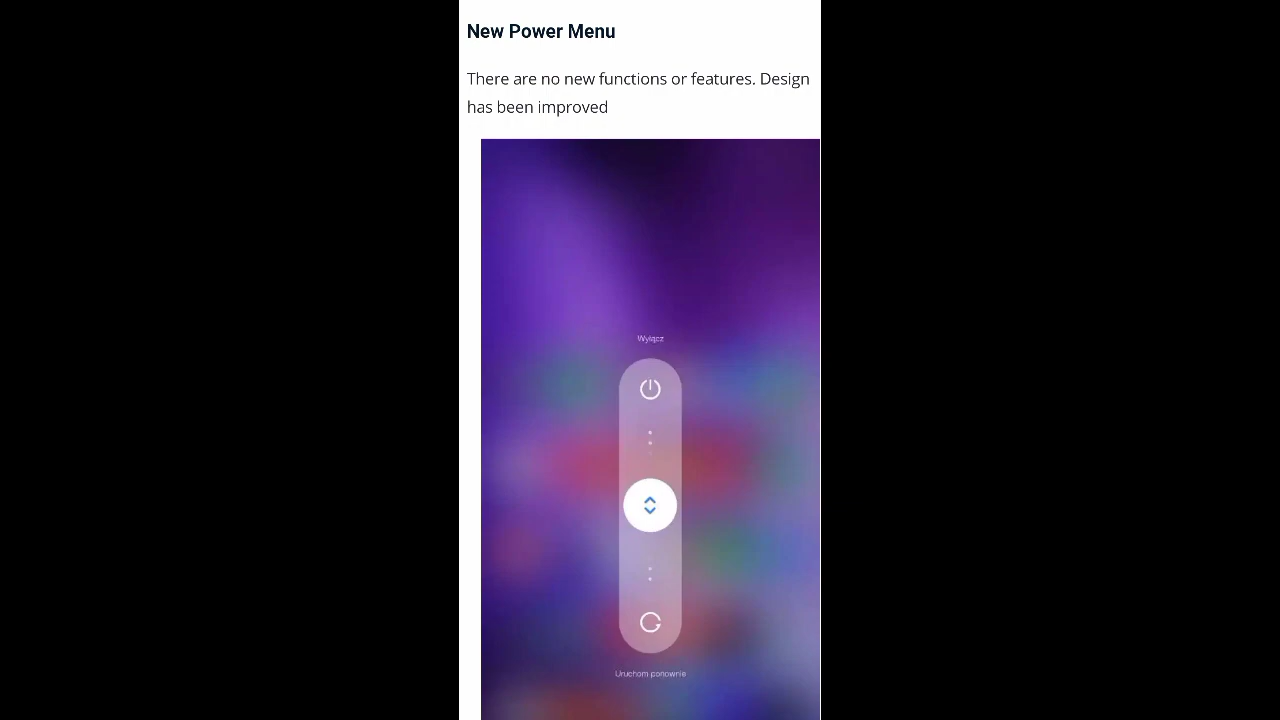 New Power Menu
There are no new functions or features. Design
has been improved
Wyłącz
Uruchom ponownie